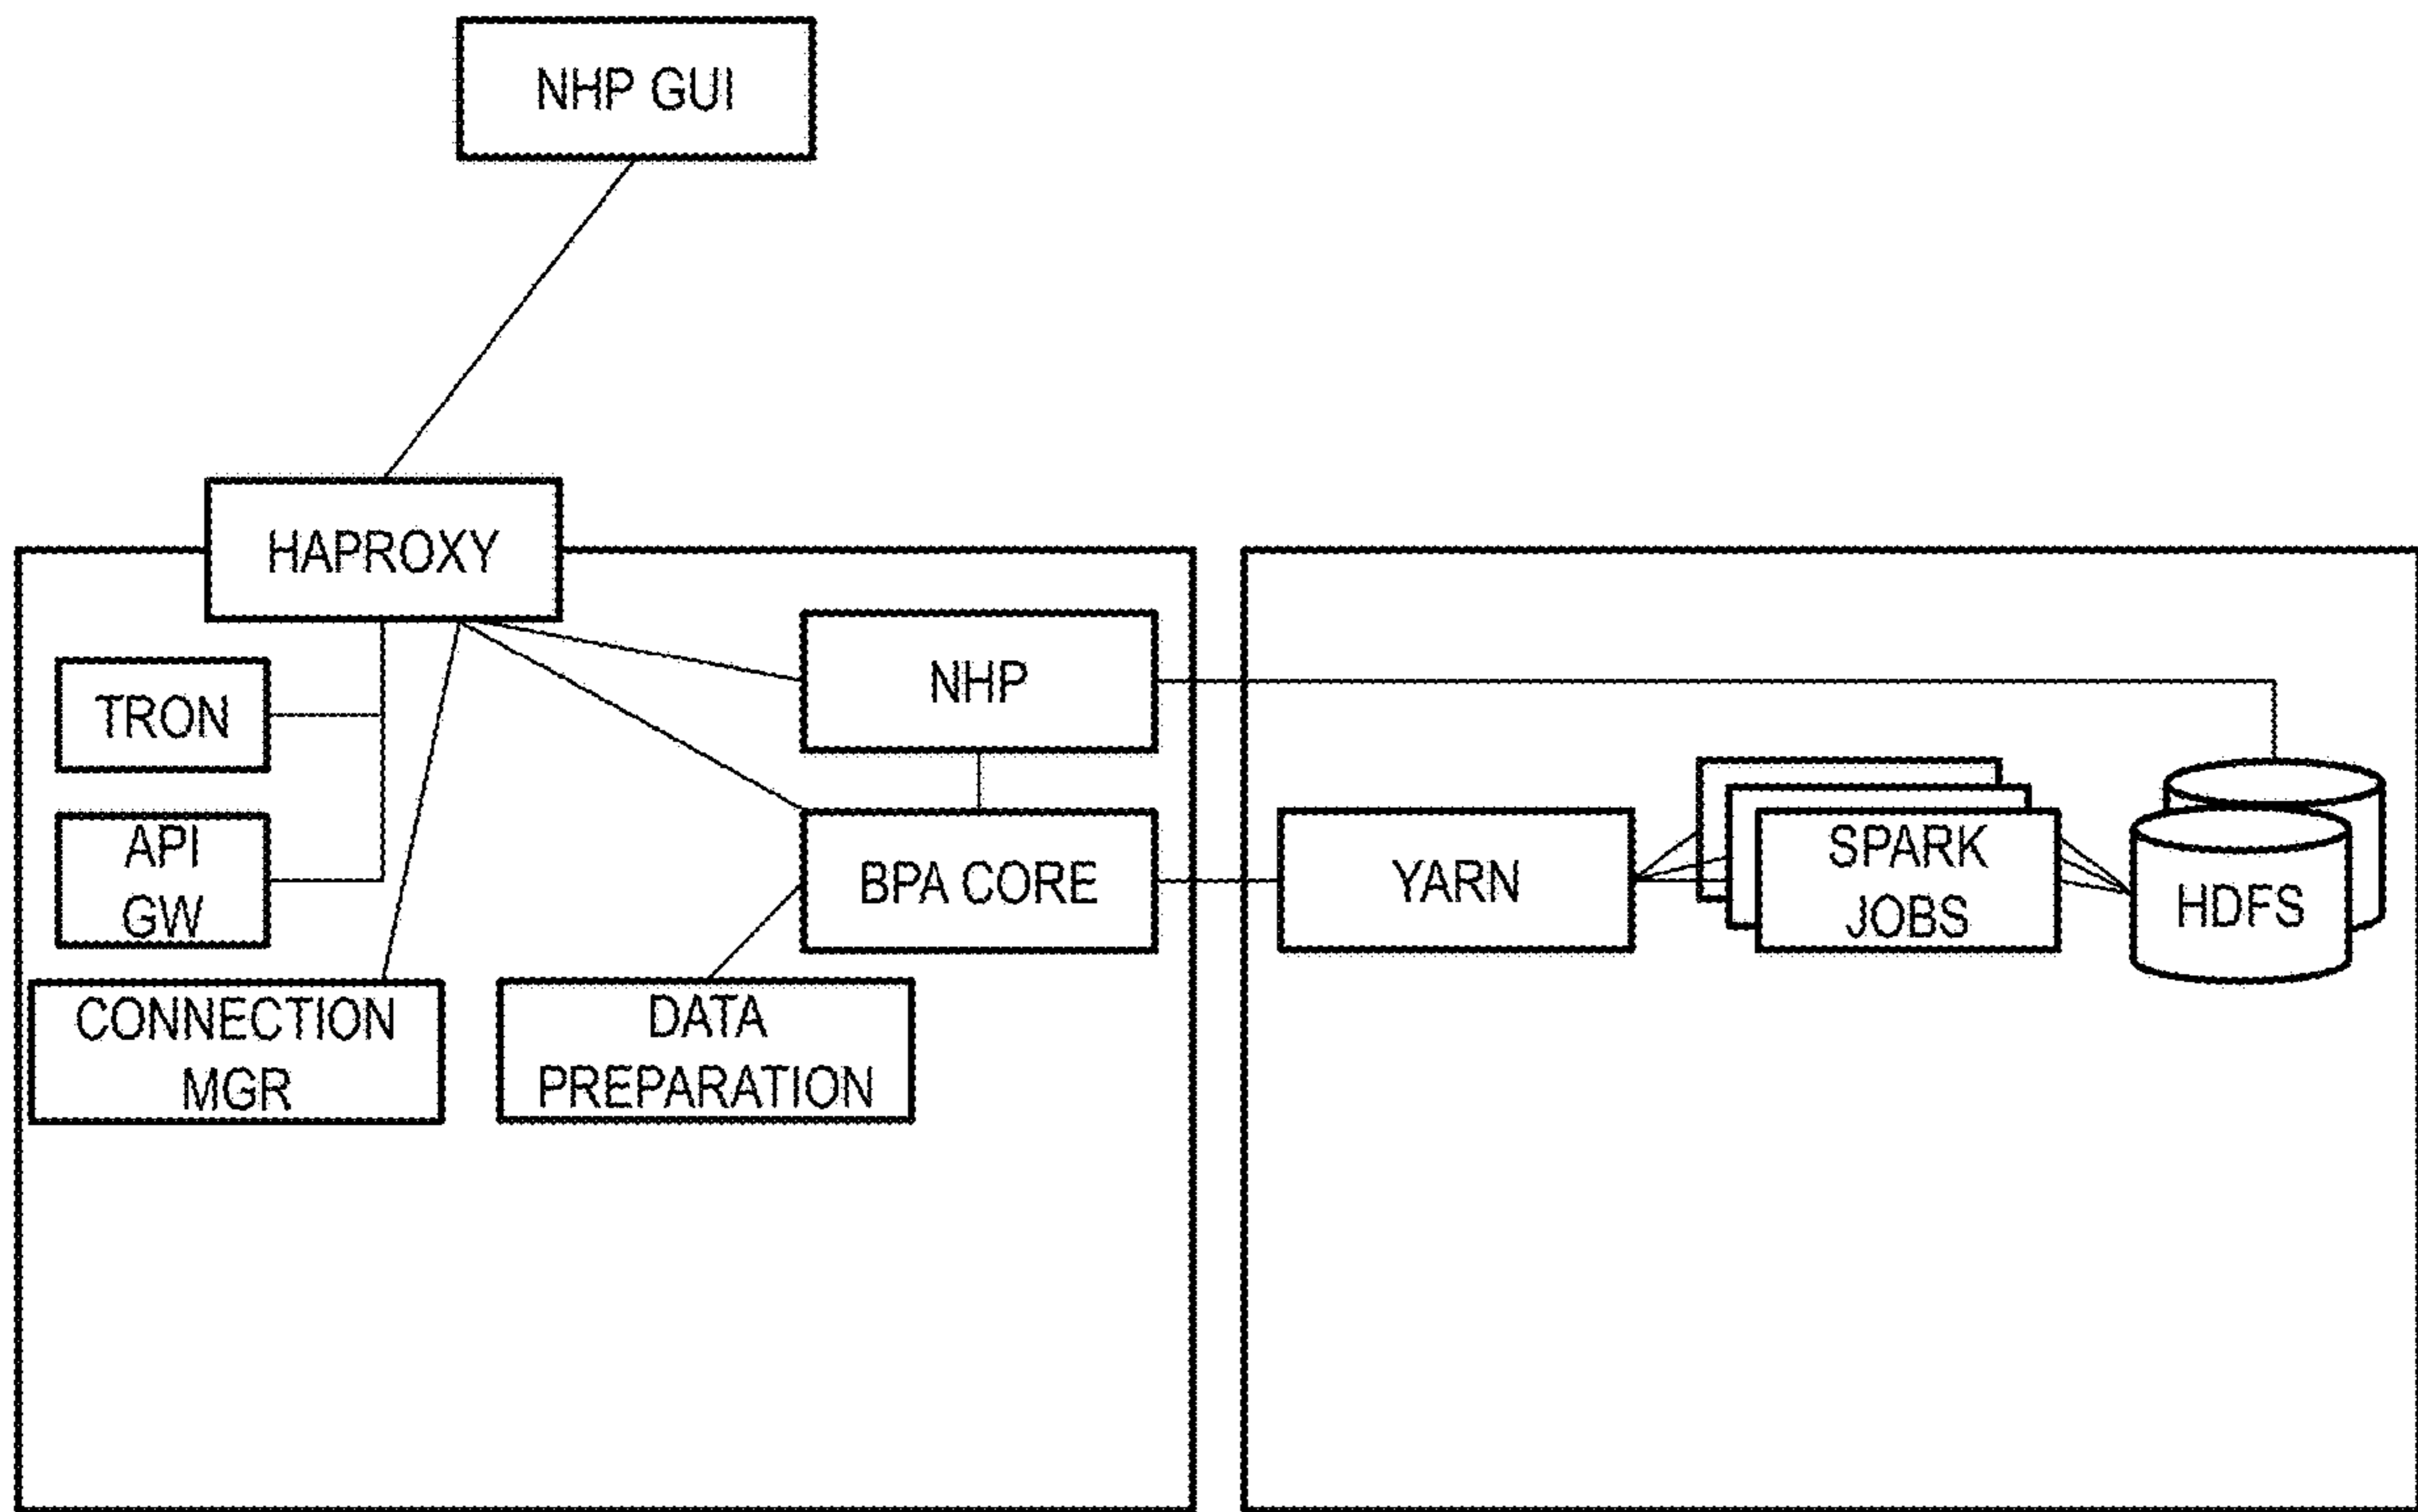 NHP GUI
HAPROXY
TRON
API
GW
CONNECTION
MGR
NHP
BPA CORE
DATA
PREPARATION
YARN
SPARK
JOBS
HDFS